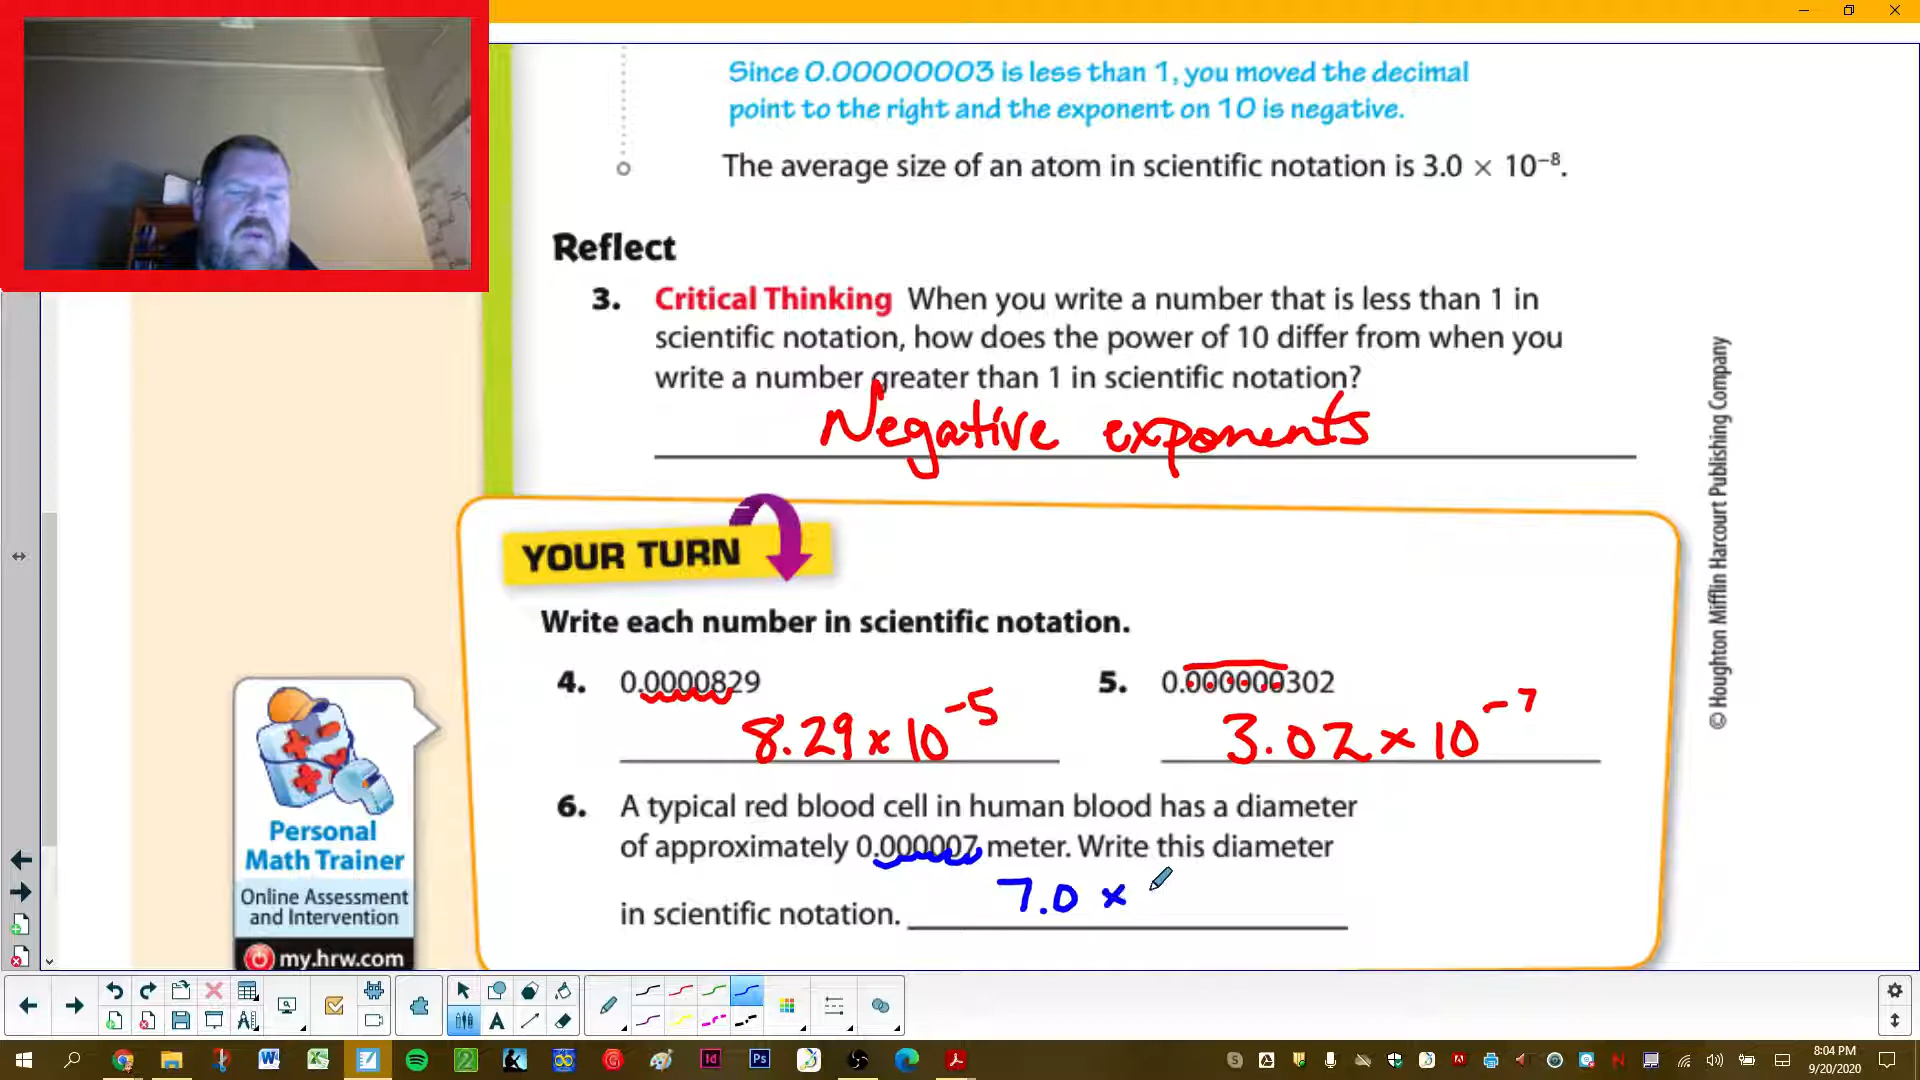 Since 0.00000003 is less than 1, you moved the decimal
point to the right and the exponent on 10 is negative.
The average size of an atom in scientific notation is 3.0 × 10⁻⁸.
Reflect
3. Critical Thinking When you write a number that is less than 1 in
scientific notation, how does the power of 10 differ from when you
write a number greater than 1 in scientific notation?
Negative exponents
© Houghton Mifflin Harcourt Publishing Company
YOUR TURN
Write each number in scientific notation.
4. 0.0000829
5. 0.000000302
8.29 × 10⁻⁵
3.02 × 10⁻⁷
6. A typical red blood cell in human blood has a diameter
of approximately 0.000007 meter. Write this diameter
7.0 ×
in scientific notation.
Personal
Math Trainer
Online Assessment
and Intervention
my.hrw.com
8:04 PM
9/20/2020